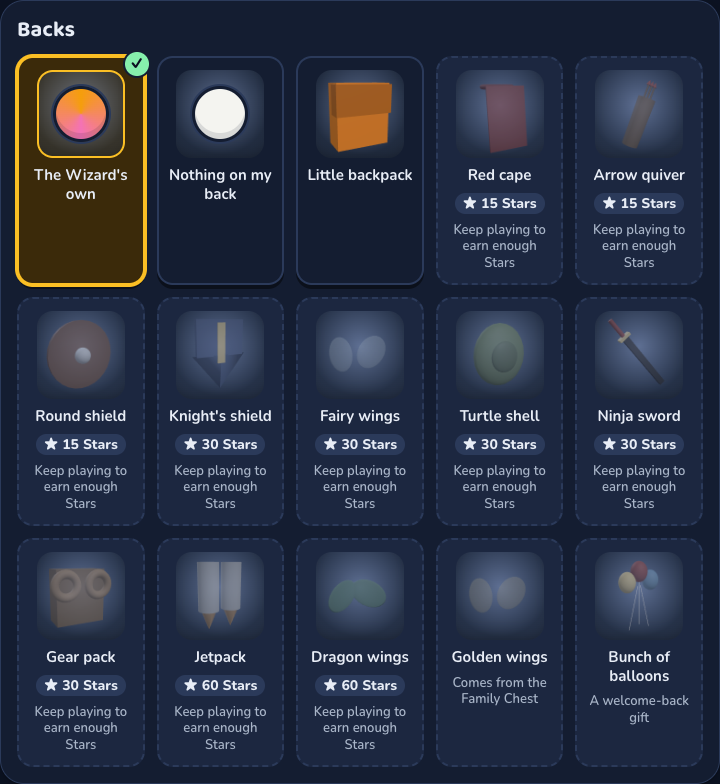 Backs
The Wizard's
own
Nothing on my
back
Little backpack
Red cape
15 Stars
Keep playing to
earn enough
Stars
Arrow quiver
15 Stars
Keep playing to
earn enough
Stars
Round shield
15 Stars
Keep playing to
earn enough
Stars
Knight's shield
30 Stars
Keep playing to
earn enough
Stars
Fairy wings
30 Stars
Keep playing to
earn enough
Stars
Turtle shell
30 Stars
Keep playing to
earn enough
Stars
Ninja sword
30 Stars
Keep playing to
earn enough
Stars
Gear pack
30 Stars
Keep playing to
earn enough
Stars
Jetpack
60 Stars
Keep playing to
earn enough
Stars
Dragon wings
60 Stars
Keep playing to
earn enough
Stars
Golden wings
Comes from the
Family Chest
Bunch of
balloons
A welcome-back
gift